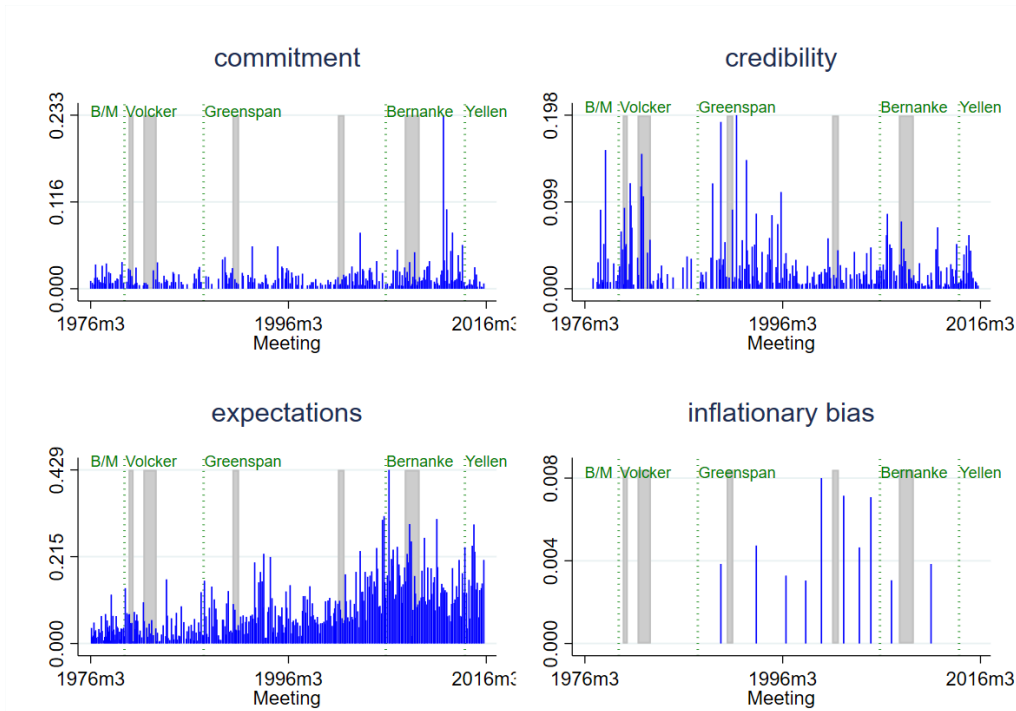 commitment
0.233
0.116
0.000
B/M Volcker Greenspan Bernanke Yellen
1976m3 1996m3 2016m3
Meeting
credibility
0.198
0.099
0.000
B/M Volcker Greenspan Bernanke Yellen
1976m3 1996m3 2016m3
Meeting
expectations
0.429
0.215
0.000
B/M Volcker Greenspan Bernanke Yellen
1976m3 1996m3 2016m3
Meeting
inflationary bias
0.008
0.004
0.000
B/M Volcker Greenspan Bernanke Yellen
1976m3 1996m3 2016m3
Meeting